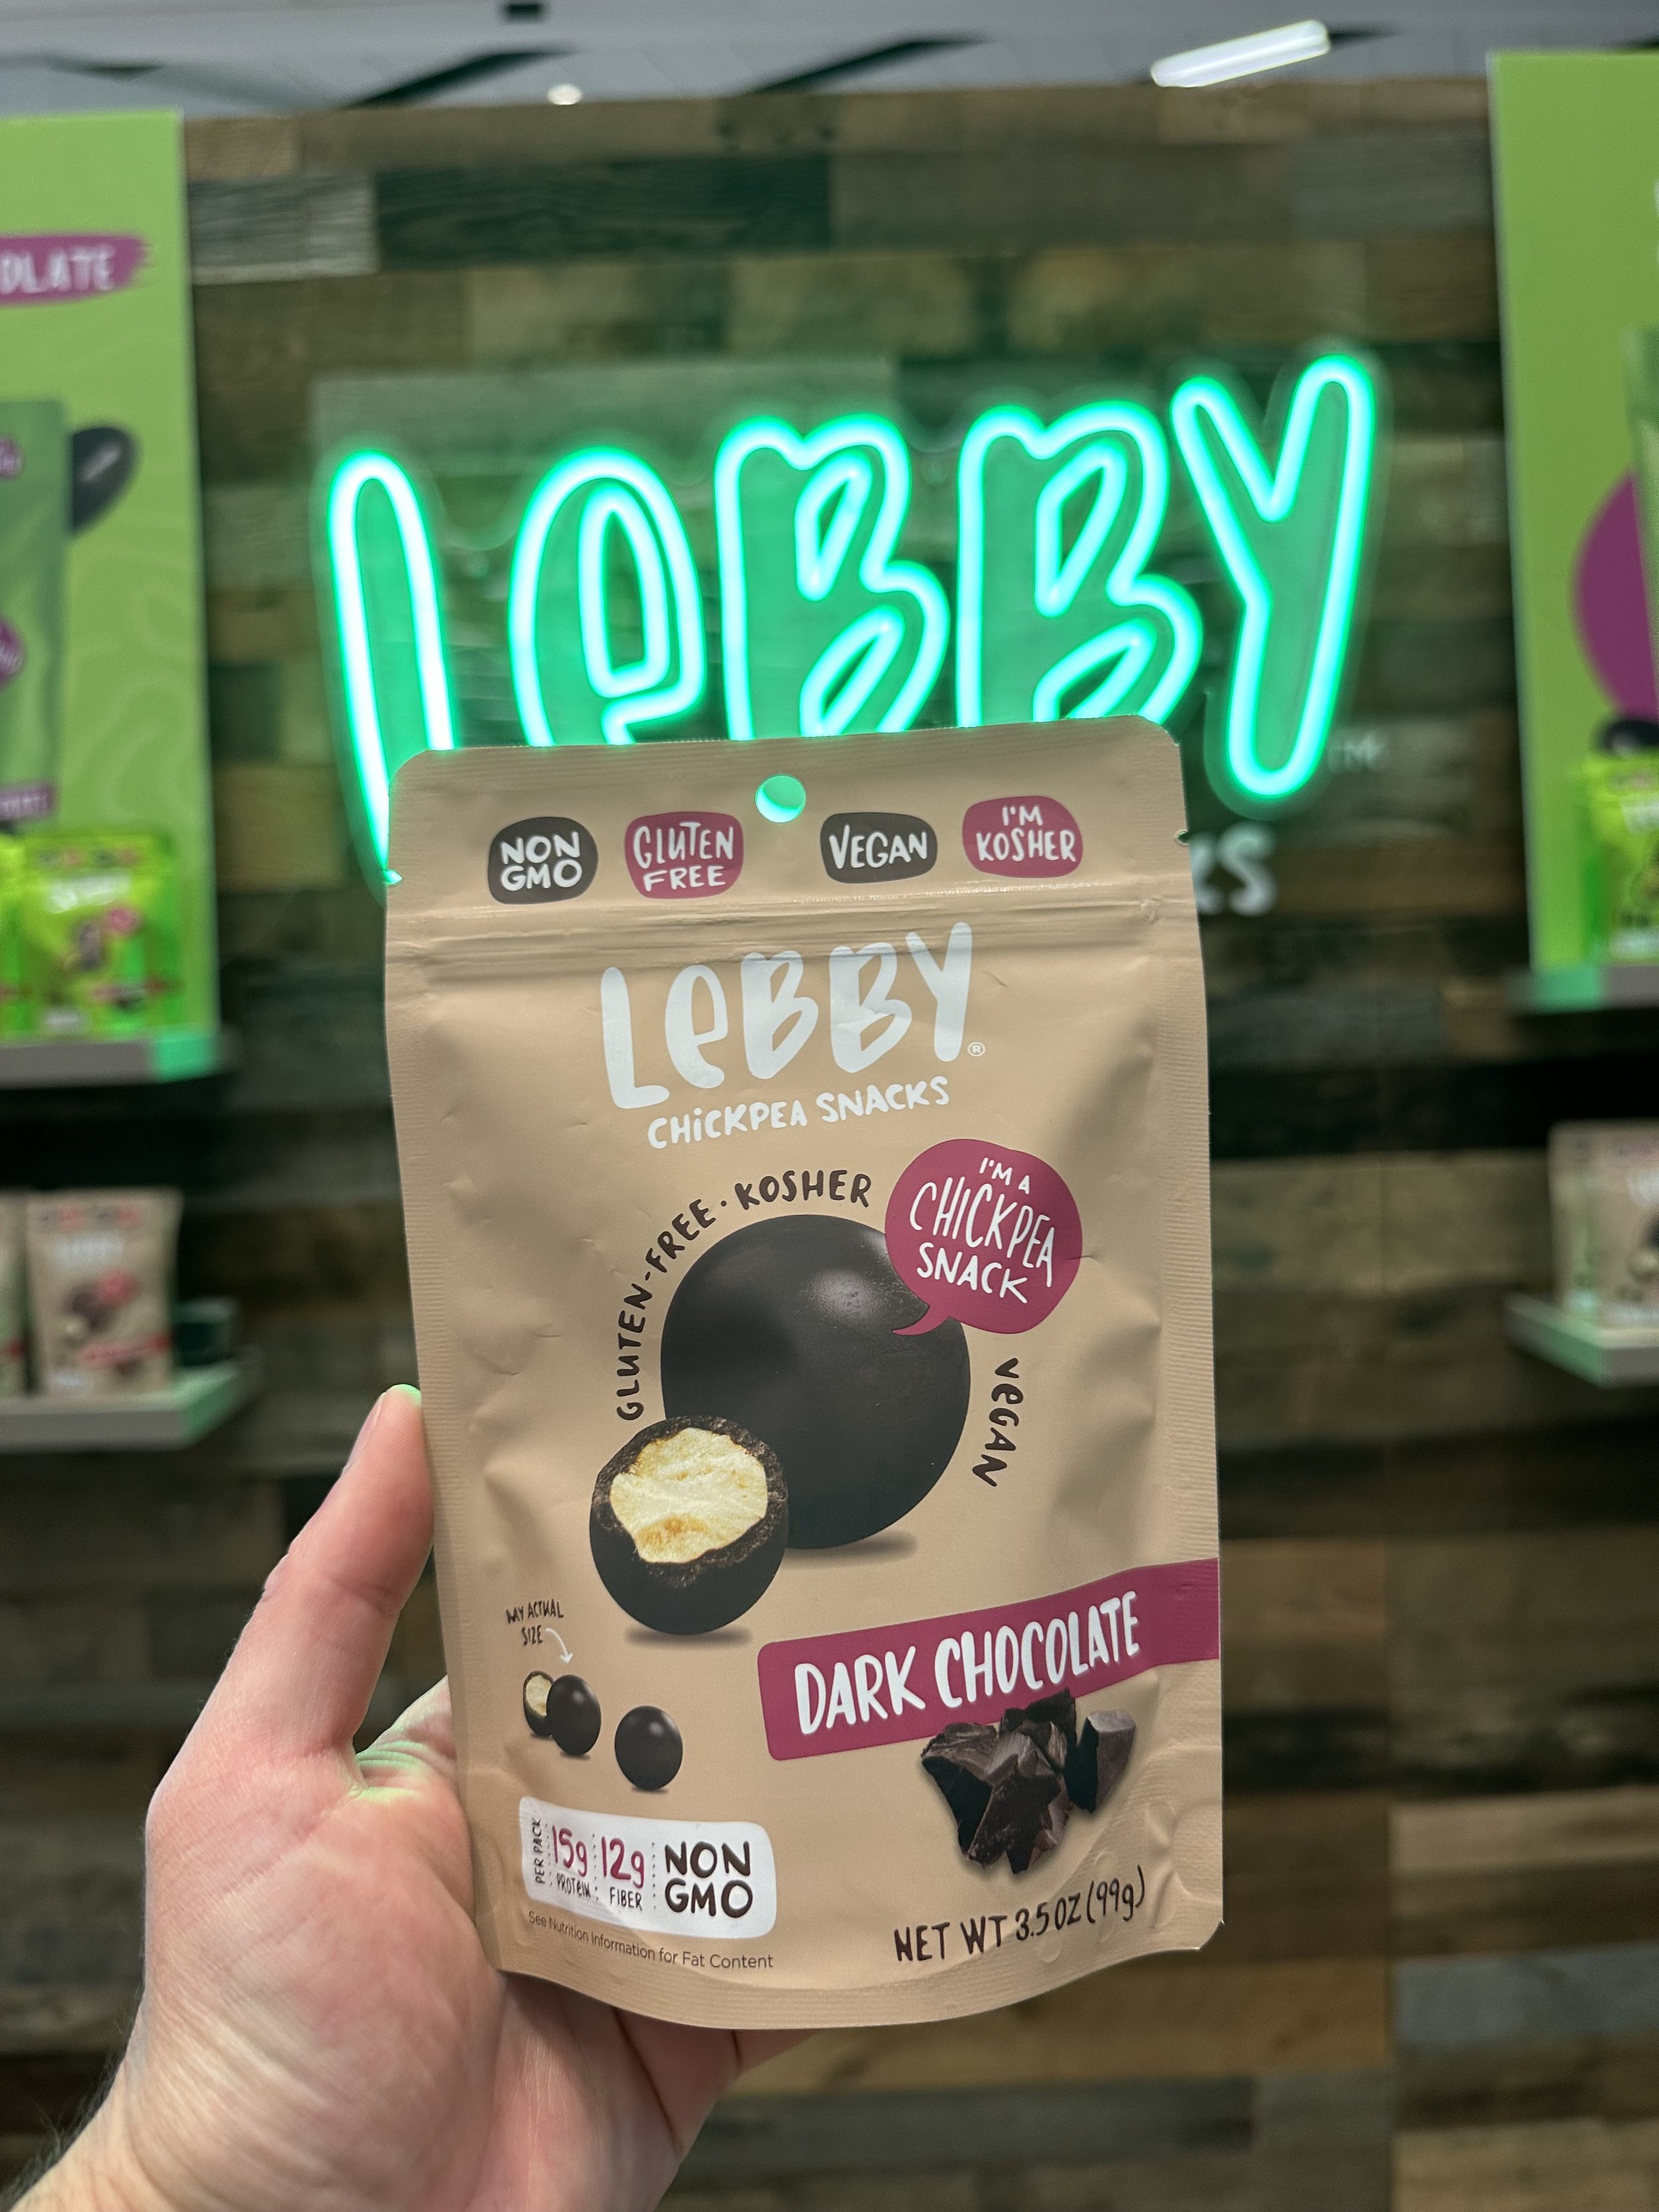 LEBBY
NON
GMO
GLUTEN
FREE
VEGAN
I'M
KOSHER
LEBBY®
CHICKPEA SNACKS
GLUTEN-FREE · KOSHER
VEGAN
I'M A
CHICKPEA
SNACK
MY ACTUAL
SIZE
DARK CHOCOLATE
PER PACK
15g PROTEIN
12g FIBER
NON
GMO
See Nutrition Information for Fat Content
NET WT 3.5 OZ (99g)